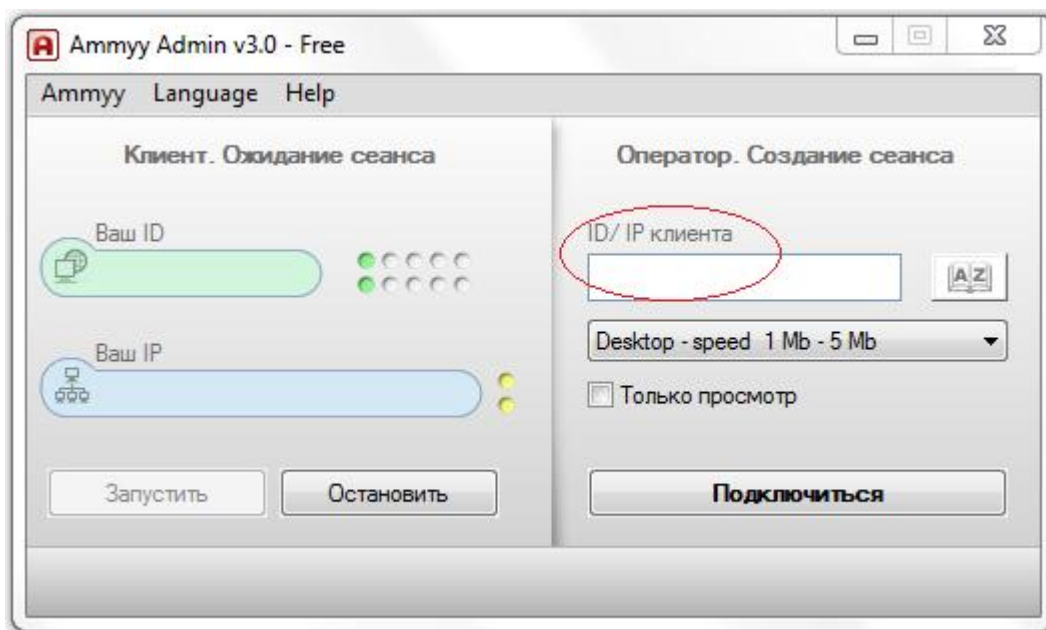 Ammyy Admin v3.0 - Free
Ammyy Language Help
Клиент. Ожидание сеанса
Ваш ID
Ваш IP
Запустить
Остановить
Оператор. Создание сеанса
ID/ IP клиента
AZ
Desktop - speed 1 Mb - 5 Mb
Только просмотр
Подключиться